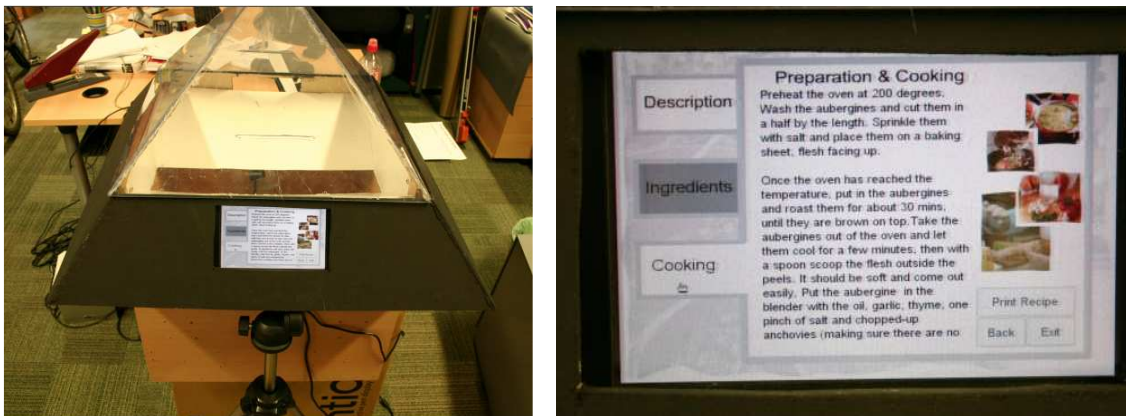 Preparation & Cooking
Preheat the oven at 200 degrees.
Wash the aubergines and cut them in
a half by the length. Sprinkle them
with salt and place them on a baking
sheet, flesh facing up.
Once the oven has reached the
temperature, put in the aubergines
and roast them for about 30 mins,
until they are brown on top.Take the
aubergines out of the oven and let
them cool for a few minutes, then with
a spoon scoop the flesh outside the
peels. It should be soft and come out
easily. Put the aubergine in the
blender with the oil, garlic, thyme, one
pinch of salt and chopped-up
anchovies (making sure there are no
Description
Ingredients
Cooking
Print Recipe
Back
Exit
Preparation & Cooking
Description
Cooking
ntic